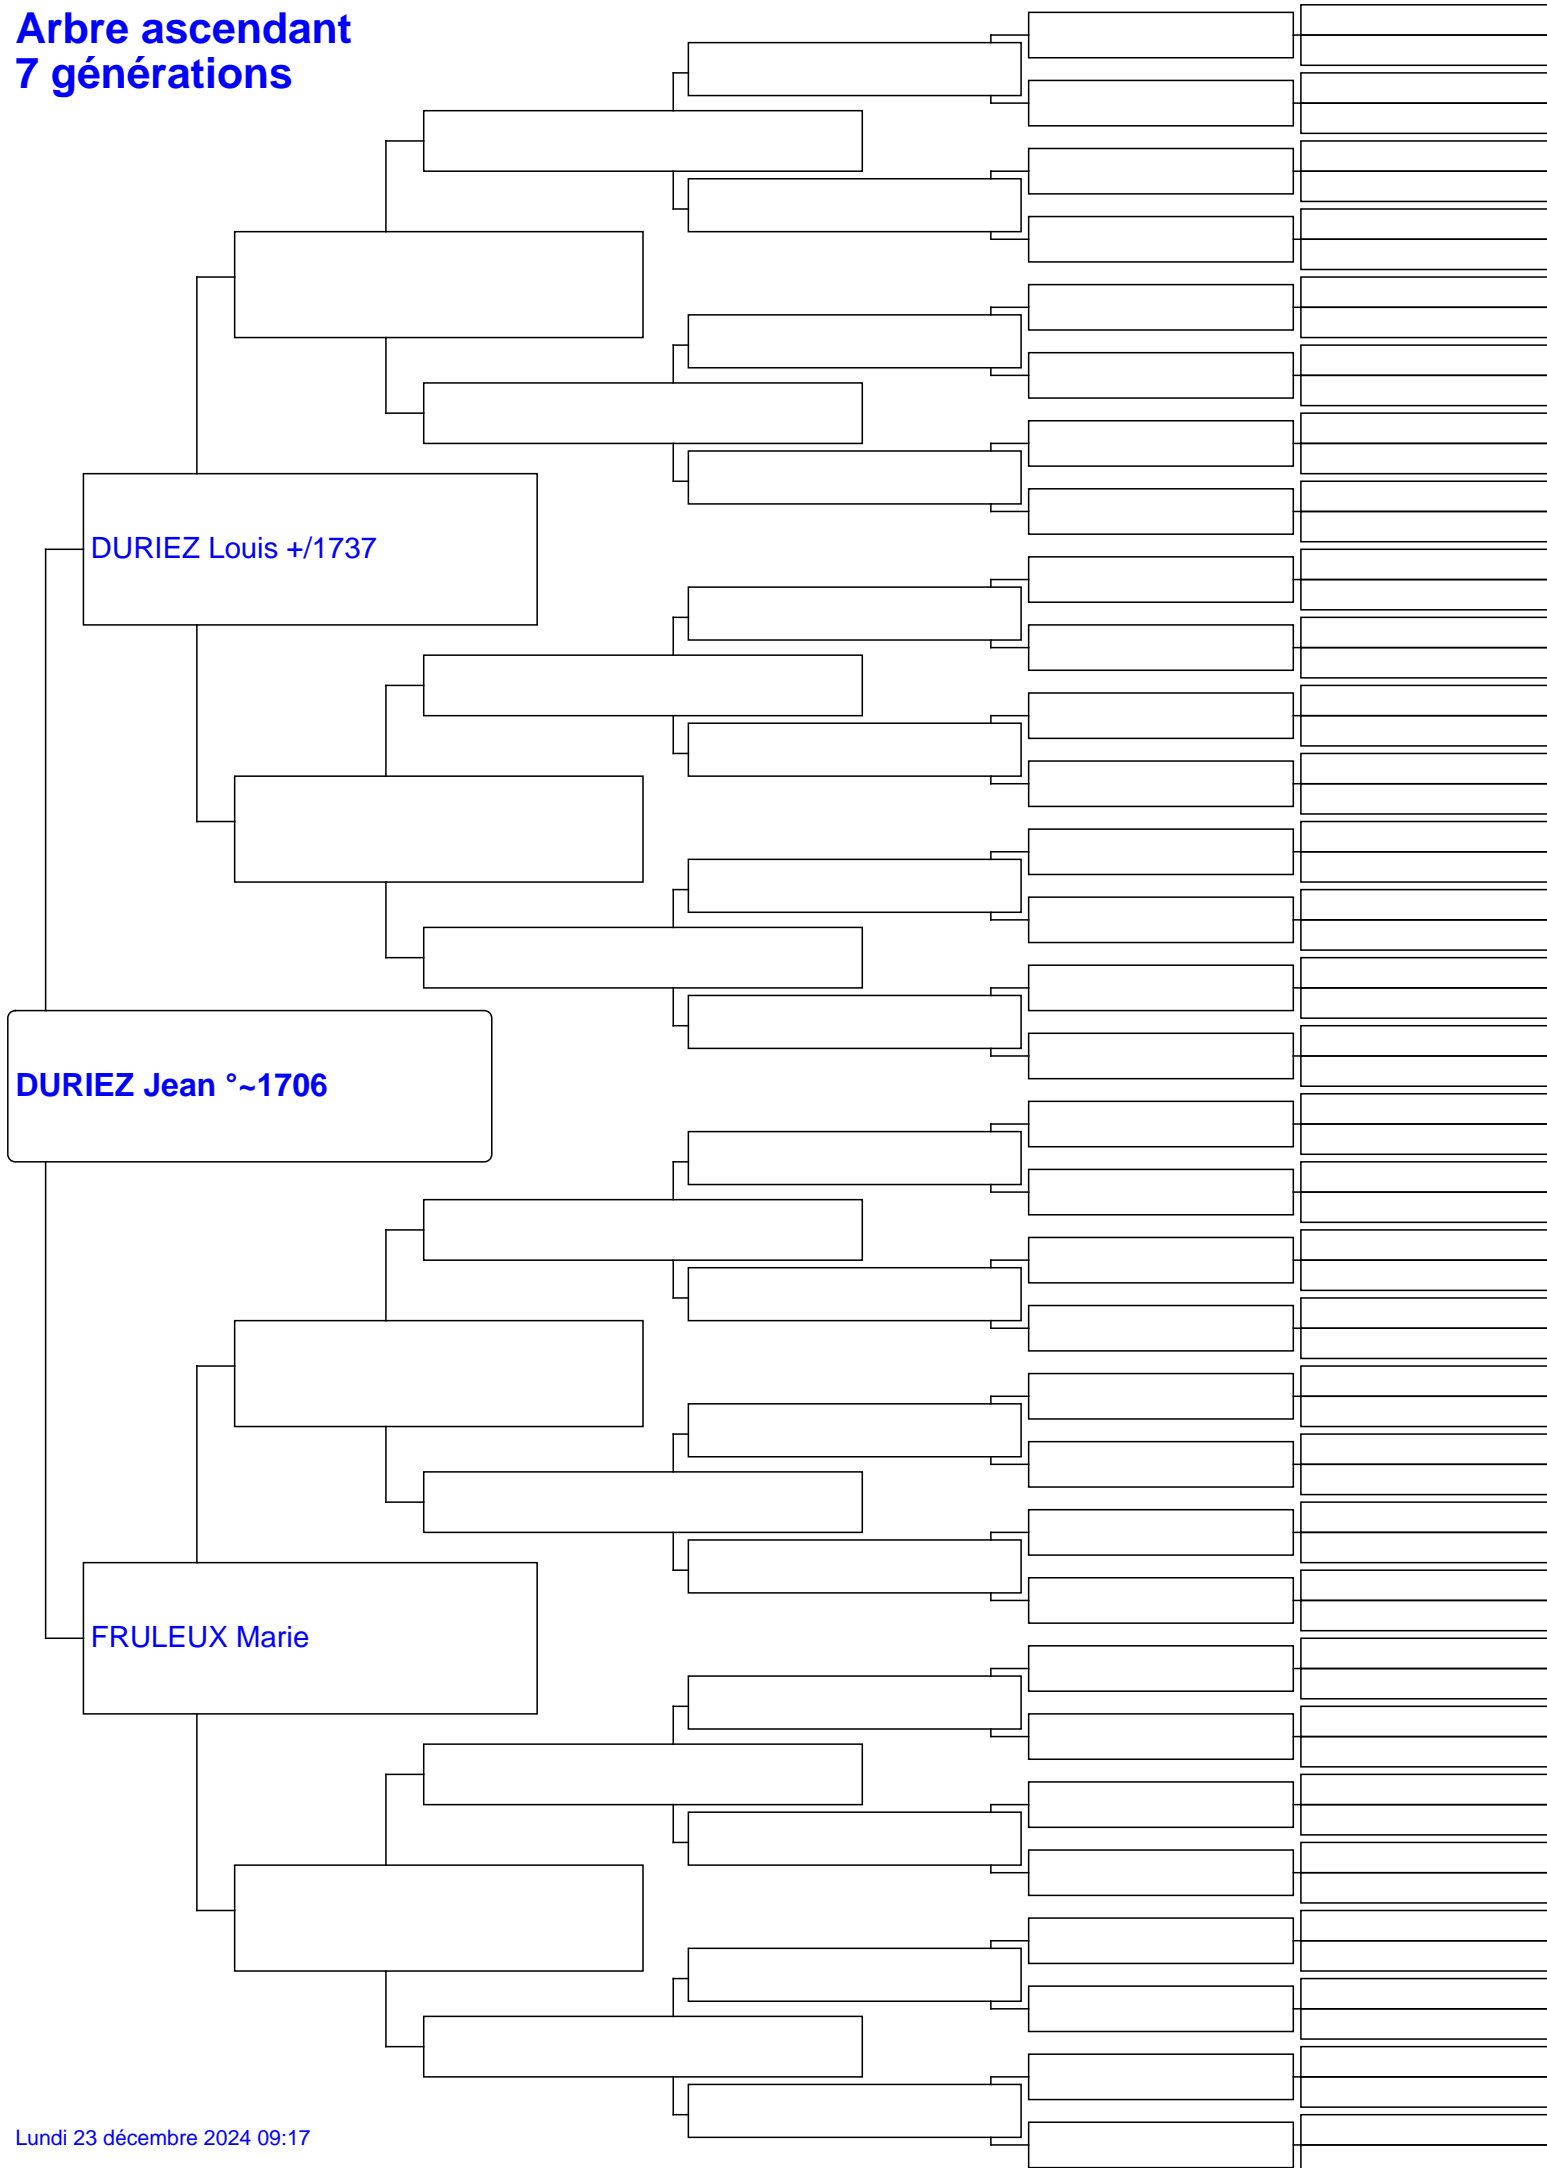 Arbre ascendant
7 générations
DURIEZ Louis +/1737
DURIEZ Jean °~1706
FRULEUX Marie
Lundi 23 décembre 2024 09:17